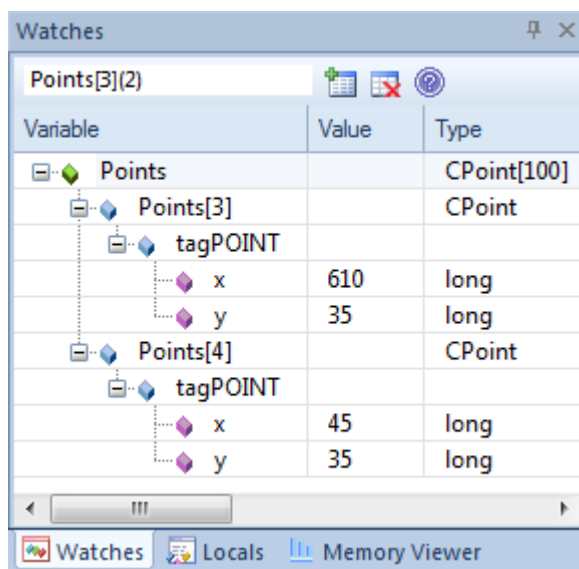 Watches
Points[3](2)
Variable Value Type
Points CPoint[100]
Points[3] CPoint
tagPOINT
x 610 long
y 35 long
Points[4] CPoint
tagPOINT
x 45 long
y 35 long
Watches Locals Memory Viewer